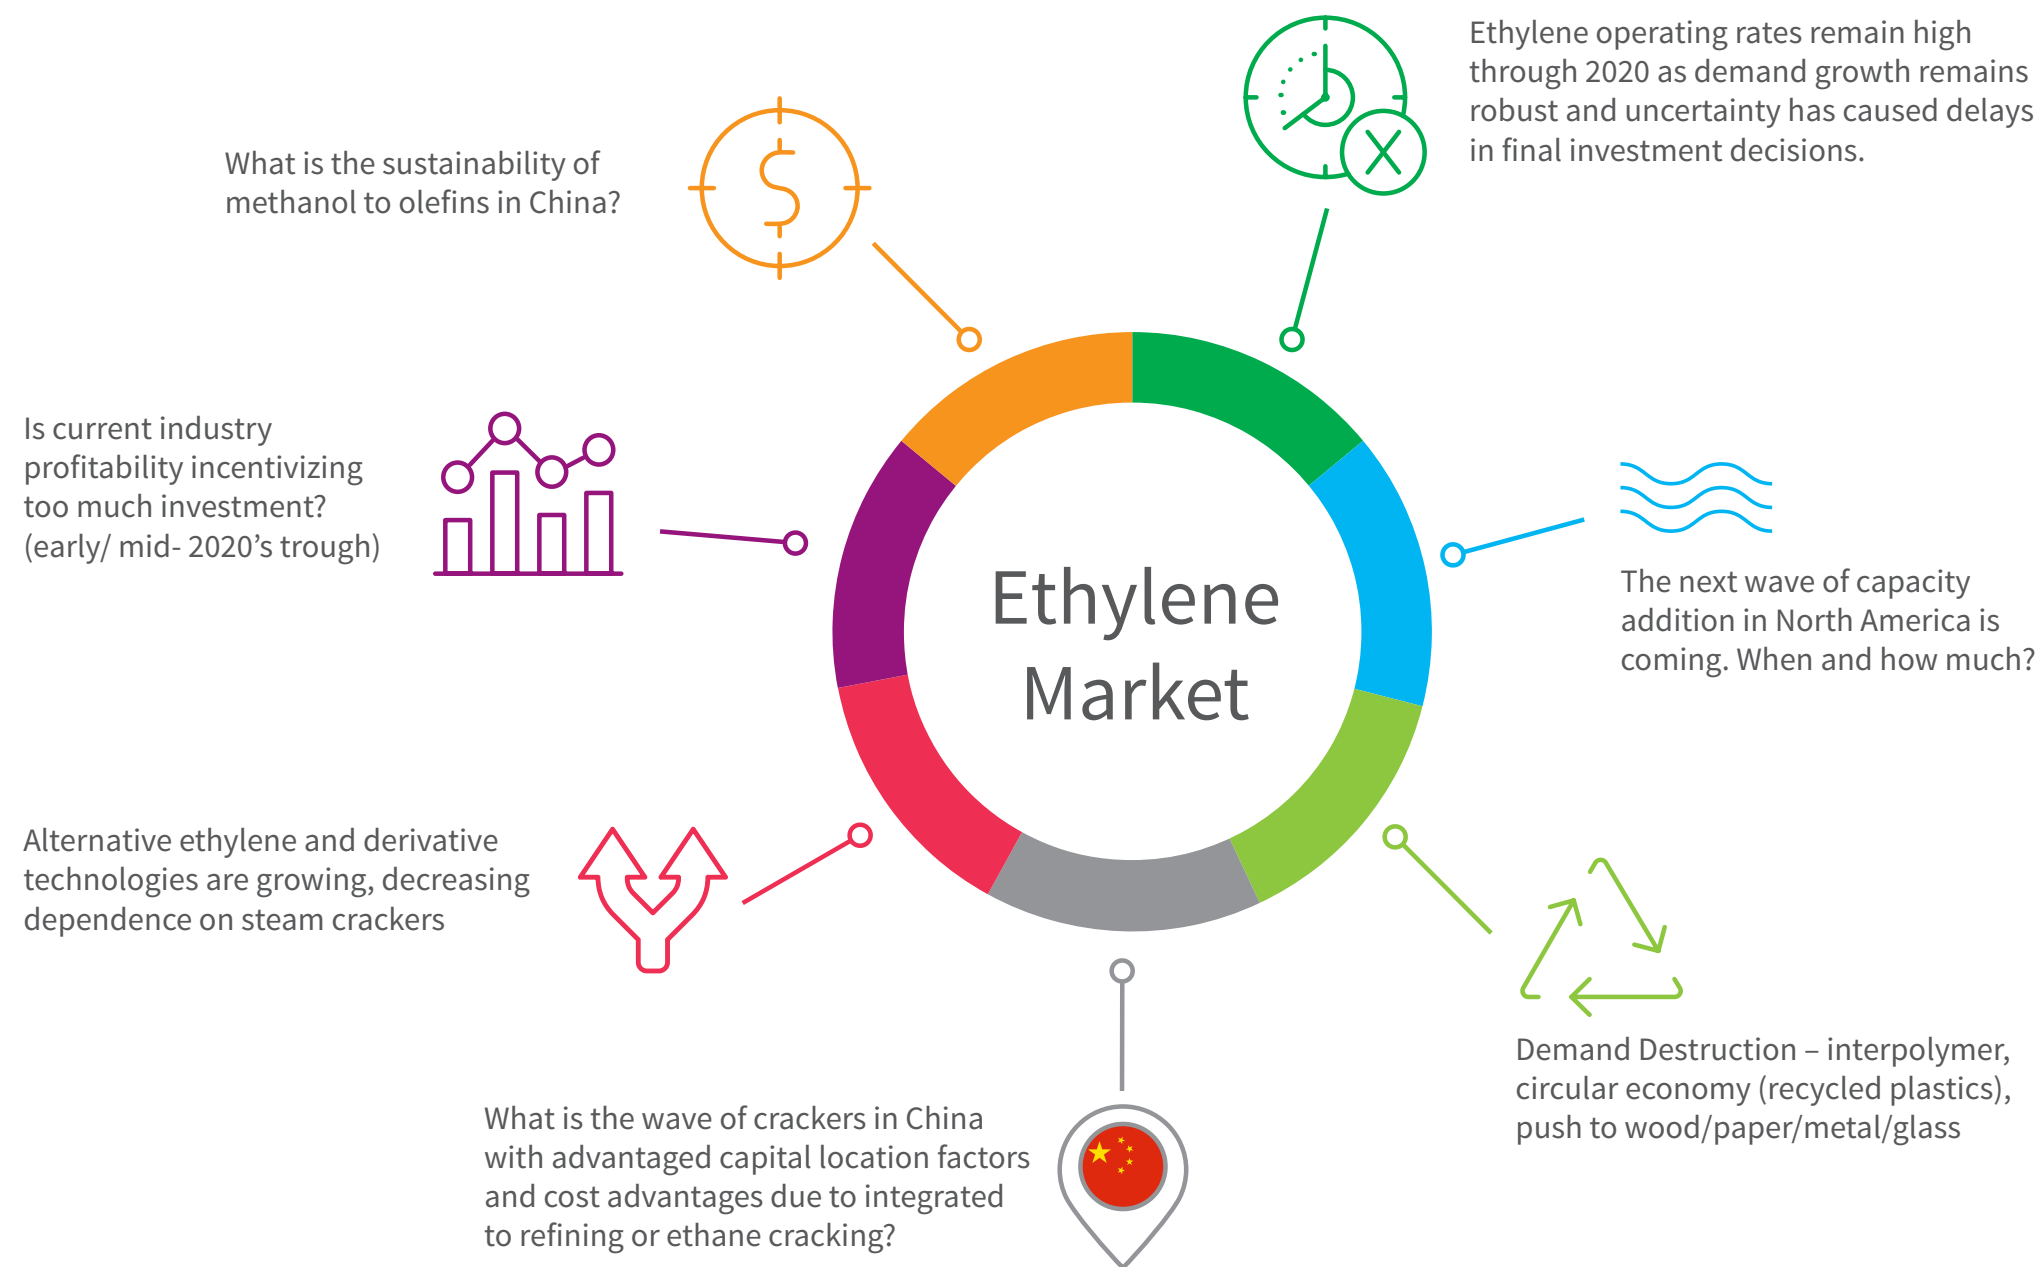 Ethylene operating rates remain high
through 2020 as demand growth remains
robust and uncertainty has caused delays
in final investment decisions.
What is the sustainability of
methanol to olefins in China?
Is current industry
profitability incentivizing
too much investment?
(early/ mid- 2020’s trough)
Ethylene
Market
The next wave of capacity
addition in North America is
coming. When and how much?
Alternative ethylene and derivative
technologies are growing, decreasing
dependence on steam crackers
Demand Destruction – interpolymer,
circular economy (recycled plastics),
push to wood/paper/metal/glass
What is the wave of crackers in China
with advantaged capital location factors
and cost advantages due to integrated
to refining or ethane cracking?